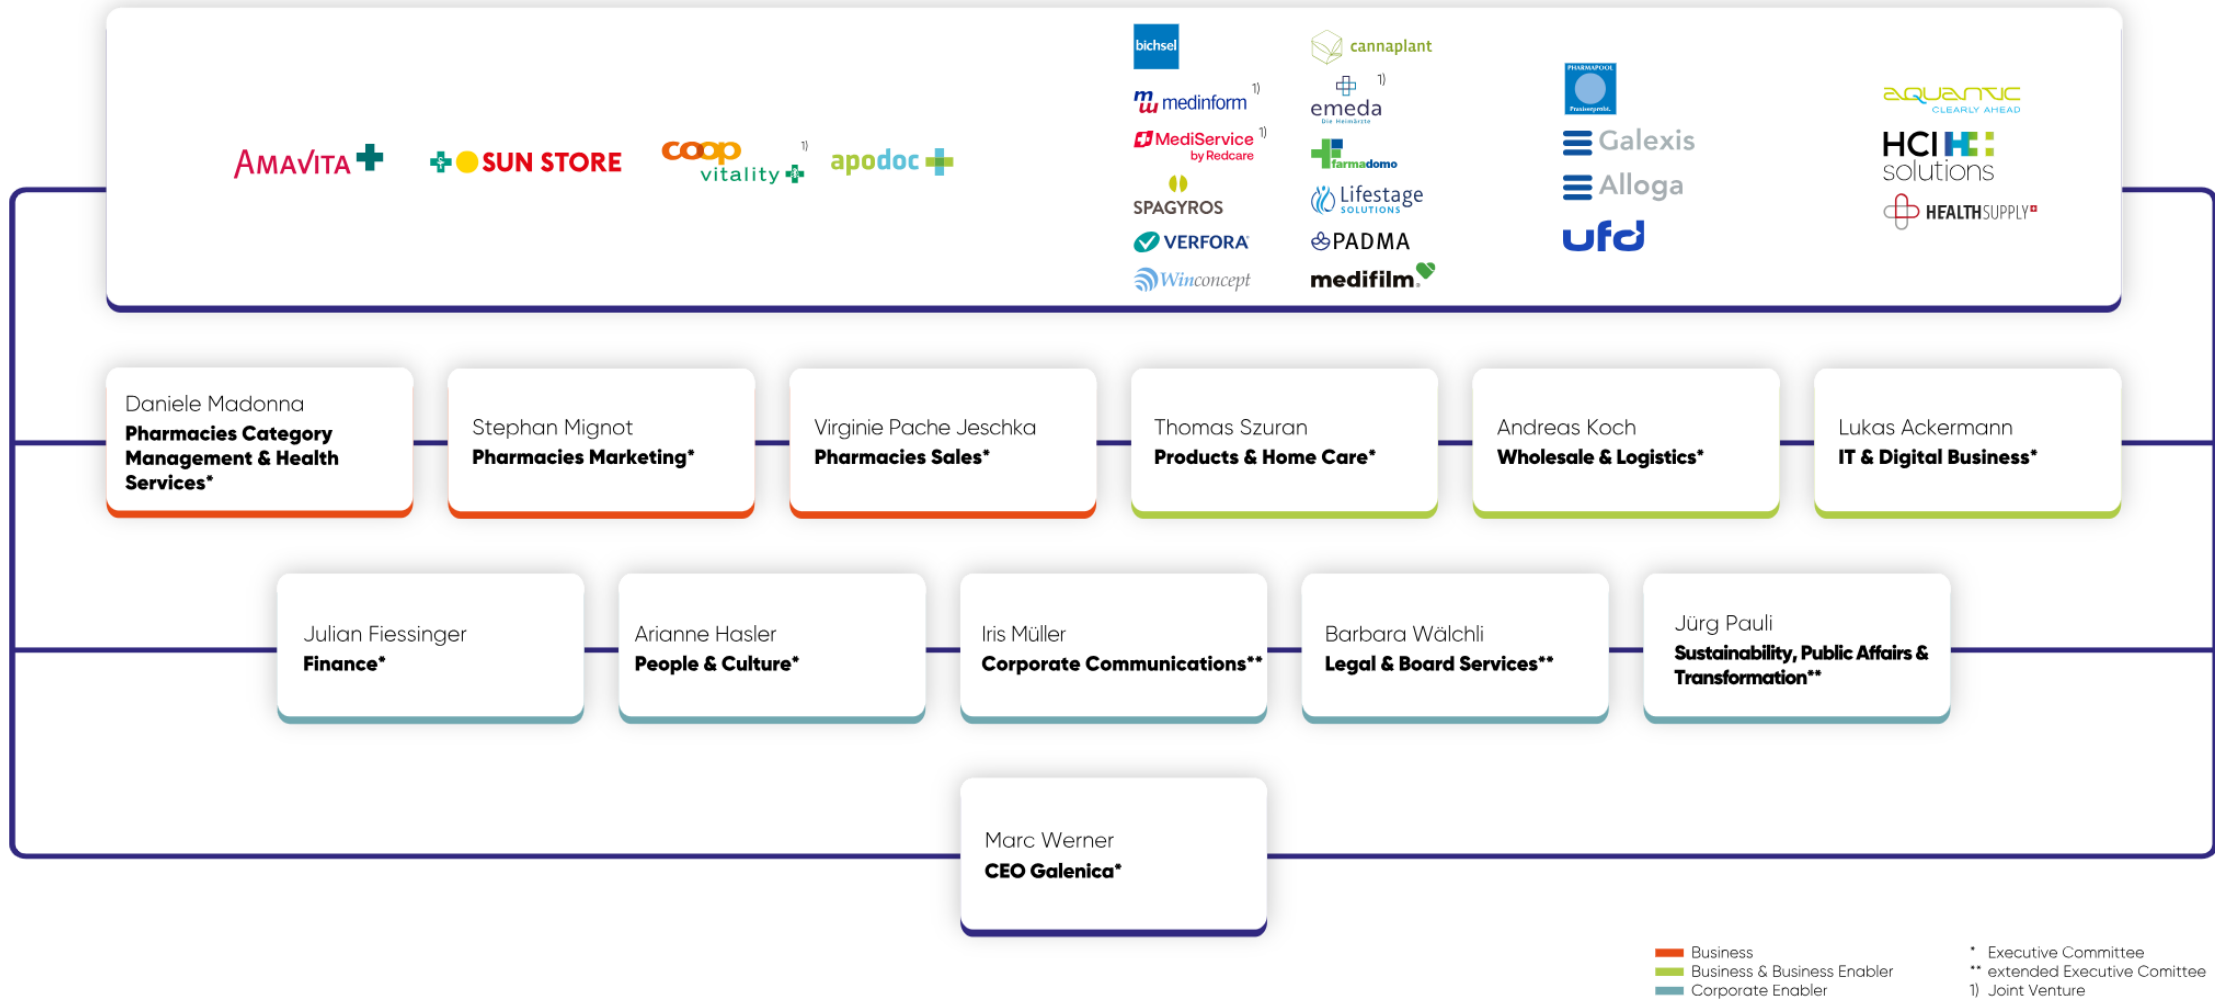 AMAVITA
SUN STORE
coop 1)
vitality
apodoc
bichsel
medinform 1)
MediService 1)
by Redcare
SPAGYROS
VERFORA
Winconcept
cannaplant
1)
emeda
Die Heimärzte
farmadomo
Lifestage
SOLUTIONS
PADMA
medifilm.
PHARMAPOOL
Galexis
Alloga
ufd
aquantic
CLEARLY AHEAD
HCI
solutions
HEALTHSUPPLY
Daniele Madonna
Pharmacies Category
Management & Health
Services*
Stephan Mignot
Pharmacies Marketing*
Virginie Pache Jeschka
Pharmacies Sales*
Thomas Szuran
Products & Home Care*
Andreas Koch
Wholesale & Logistics*
Lukas Ackermann
IT & Digital Business*
Julian Fiessinger
Finance*
Arianne Hasler
People & Culture*
Iris Müller
Corporate Communications**
Barbara Wälchli
Legal & Board Services**
Jürg Pauli
Sustainability, Public Affairs &
Transformation**
Marc Werner
CEO Galenica*
Business
Business & Business Enabler
Corporate Enabler
* Executive Committee
** extended Executive Comittee
1) Joint Venture